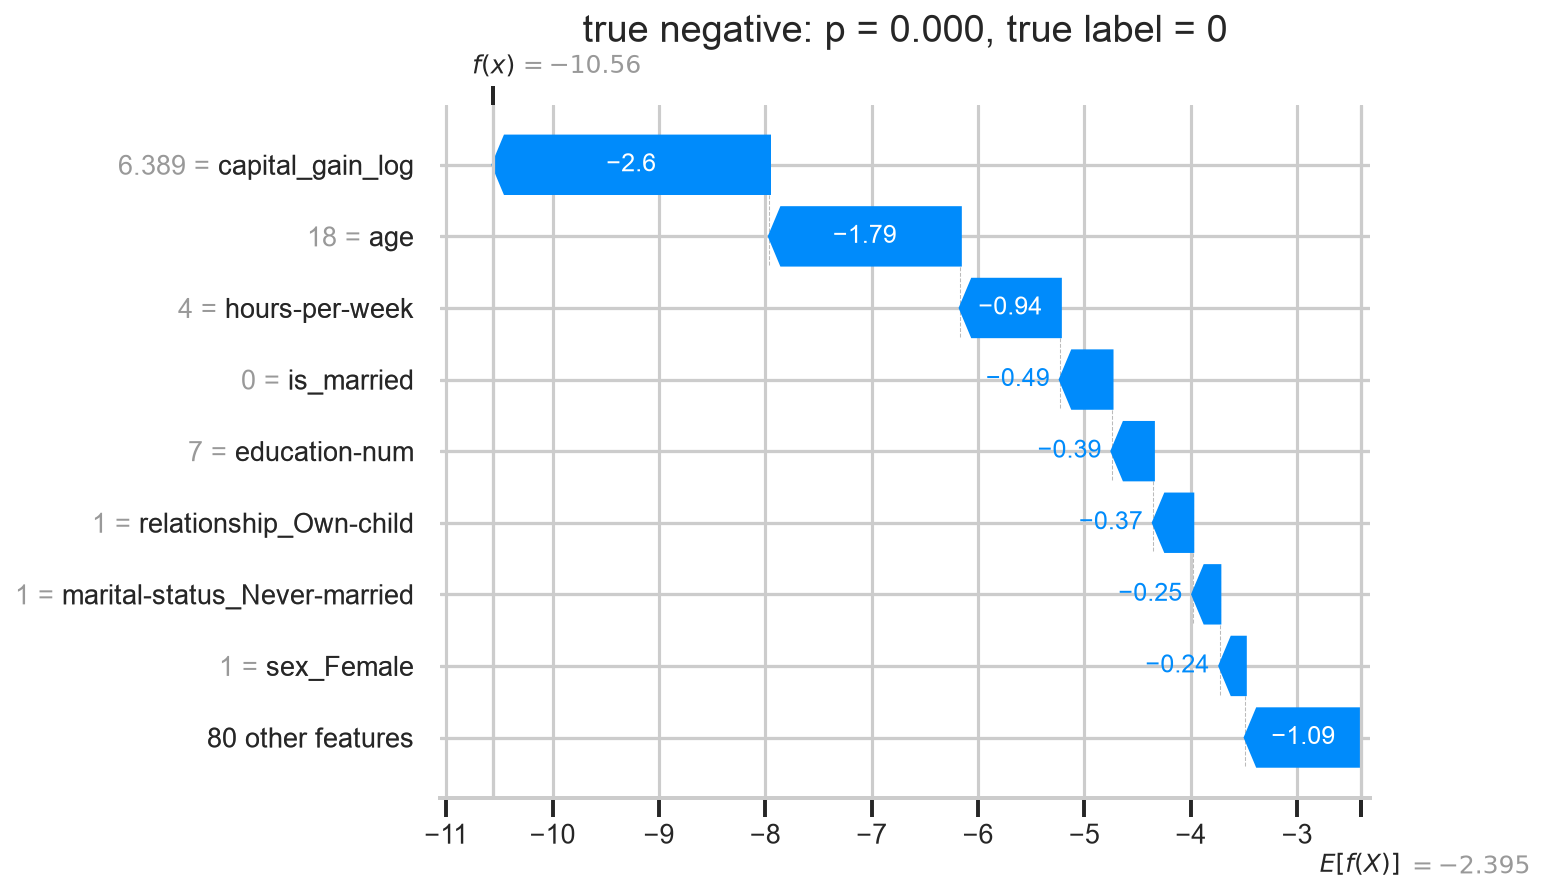 true negative: p = 0.000, true label = 0
f(x) = −10.56
6.389 = capital_gain_log
−2.6
18 = age
−1.79
4 = hours-per-week
−0.94
0 = is_married
−0.49
7 = education-num
−0.39
1 = relationship_Own-child
−0.37
1 = marital-status_Never-married
−0.25
1 = sex_Female
−0.24
80 other features
−1.09
−11 −10 −9 −8 −7 −6 −5 −4 −3
E[f(X)] = −2.395